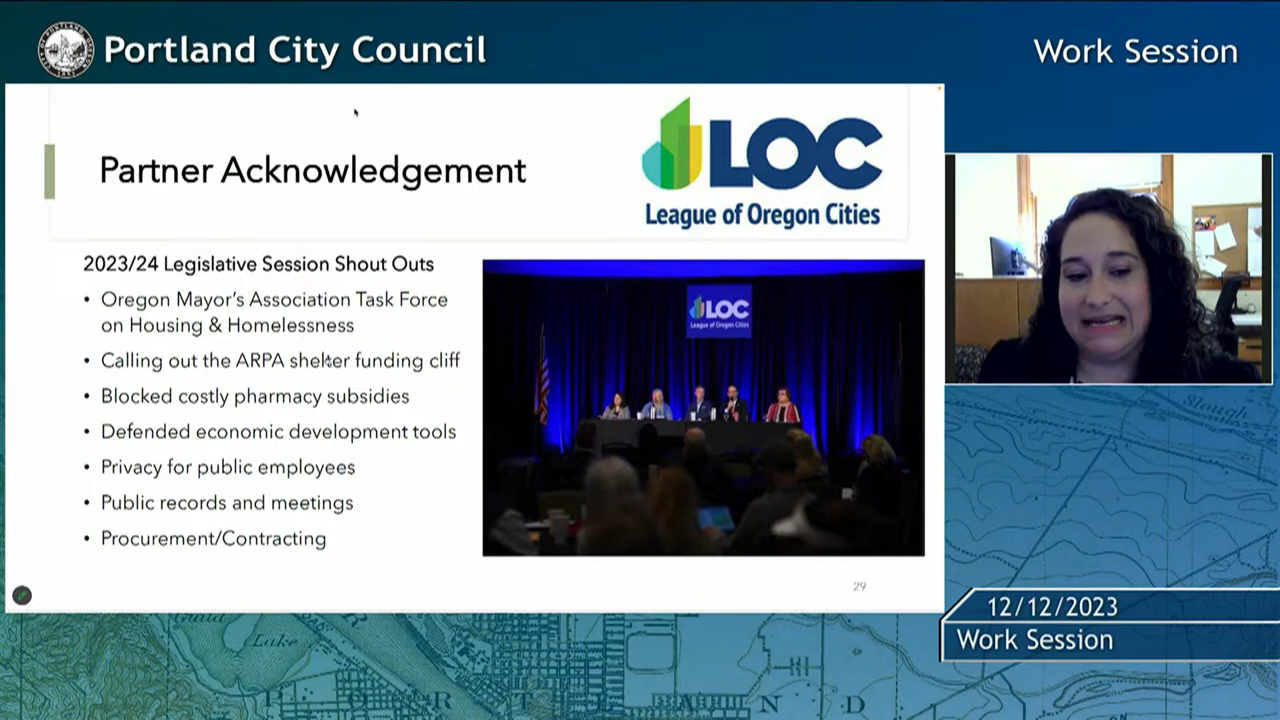 Portland City Council
Work Session
Partner Acknowledgement
LOC
League of Oregon Cities
2023/24 Legislative Session Shout Outs
• Oregon Mayor's Association Task Force
on Housing & Homelessness
• Calling out the ARPA shelter funding cliff
• Blocked costly pharmacy subsidies
• Defended economic development tools
• Privacy for public employees
• Public records and meetings
• Procurement/Contracting
LOC
League of Oregon Cities
29
Slough
12/12/2023
Work Session
Guild
Lake